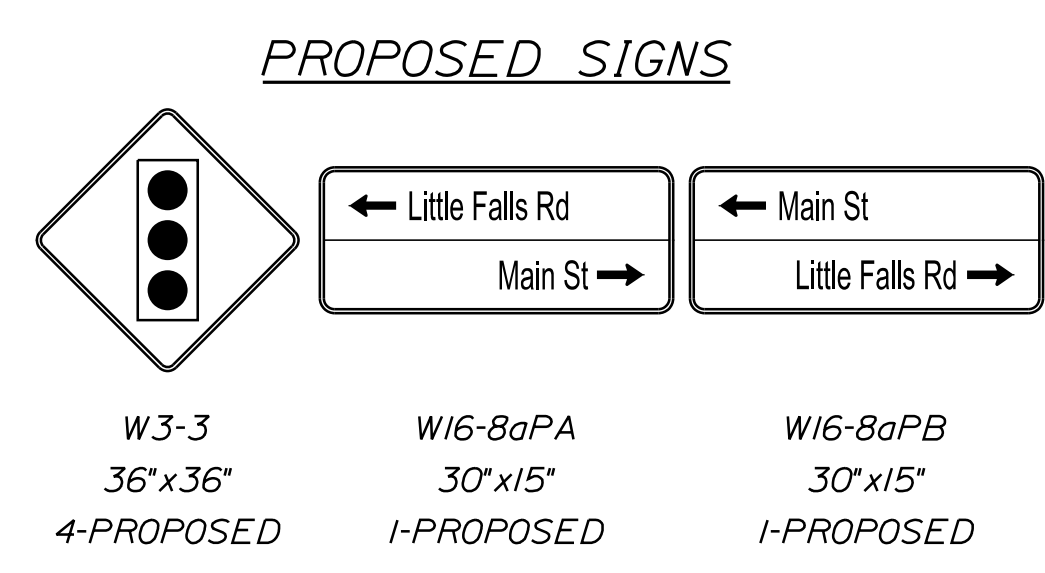 PROPOSED SIGNS
← Little Falls Rd
Main St →
← Main St
Little Falls Rd →
W3-3
36"x36"
4-PROPOSED
W16-8aPA
30"x15"
1-PROPOSED
W16-8aPB
30"x15"
1-PROPOSED